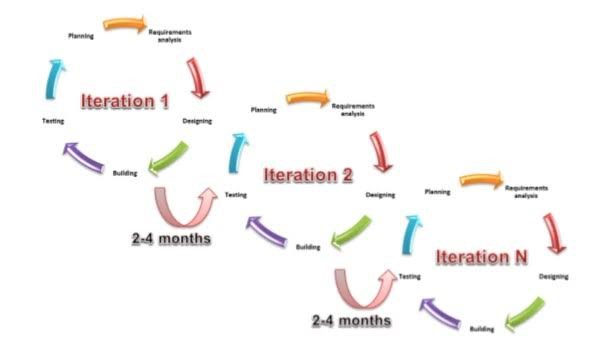 Planning
Requirements
analysis
Iteration 1
Testing
Designing
Building
2-4 months
Planning
Requirements
analysis
Iteration 2
Testing
Designing
Building
2-4 months
Planning
Requirements
analysis
Iteration N
Testing
Designing
Building